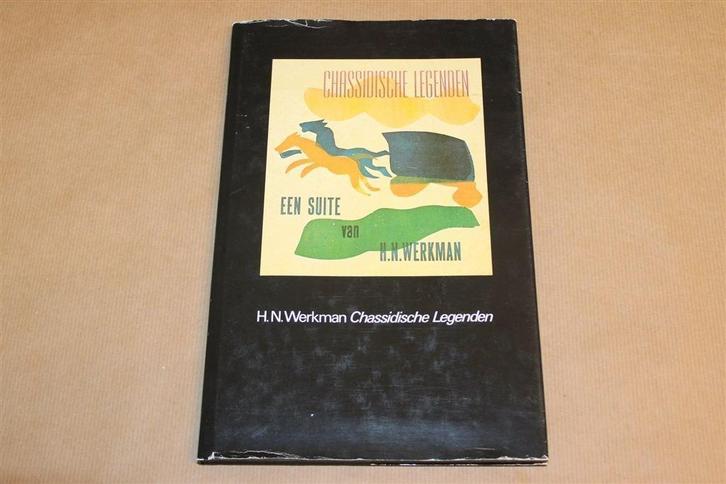 CHASSIDISCHE LEGENDEN
EEN SUITE
van
H.N.WERKMAN
H.N.Werkman Chassidische Legenden